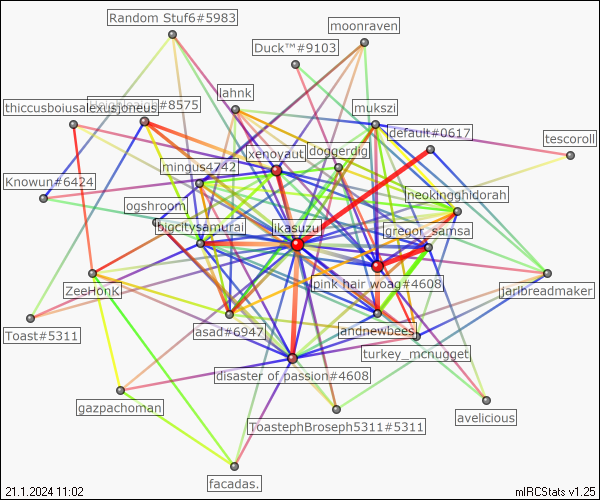 Random Stuf6#5983
moonraven
Duck™#9103
lahnk
thiccusboiusalexusjoneus
#8575
mukszi
default#0617
tescoroll
xenoyaut
doggerdig
mingus4742
Knowun#6424
neokingghidorah
ogshroom
bigcitysamurai
ikasuzu
gregor_samsa
ZeeHonk
pink hair woag#4608
jarlbreadmaker
Toast#5311
asad#6947
andnewbees
turkey_mcnugget
disaster of passion#4608
gazpachoman
ToastephBroseph5311#5311
avelicious
facadas.
21.1.2024 11:02
mIRCStats v1.25